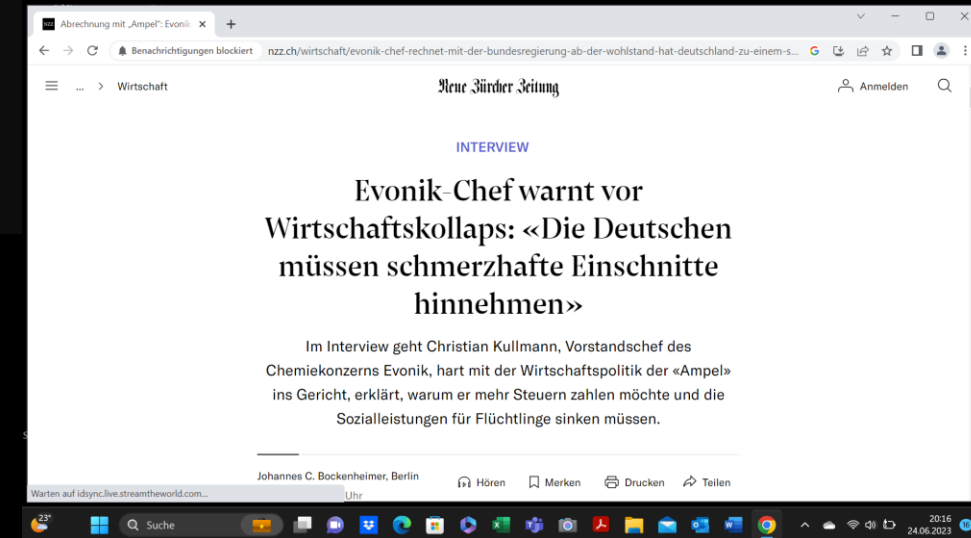 Abrechnung mit „Ampel": Evonik
Benachrichtigungen blockiert
nzz.ch/wirtschaft/evonik-chef-rechnet-mit-der-bundesregierung-ab-der-wohlstand-hat-deutschland-zu-einem-s...
... > Wirtschaft
Neue Zürcher Zeitung
Anmelden
INTERVIEW
Evonik-Chef warnt vor
Wirtschaftskollaps: «Die Deutschen
müssen schmerzhafte Einschnitte
hinnehmen»
Im Interview geht Christian Kullmann, Vorstandschef des
Chemiekonzerns Evonik, hart mit der Wirtschaftspolitik der «Ampel»
ins Gericht, erklärt, warum er mehr Steuern zahlen möchte und die
Sozialleistungen für Flüchtlinge sinken müssen.
Johannes C. Bockenheimer, Berlin
Hören
Merken
Drucken
Teilen
Uhr
Warten auf idsync.live.streamtheworld.com...
23°
Suche
20:16
24.06.2023